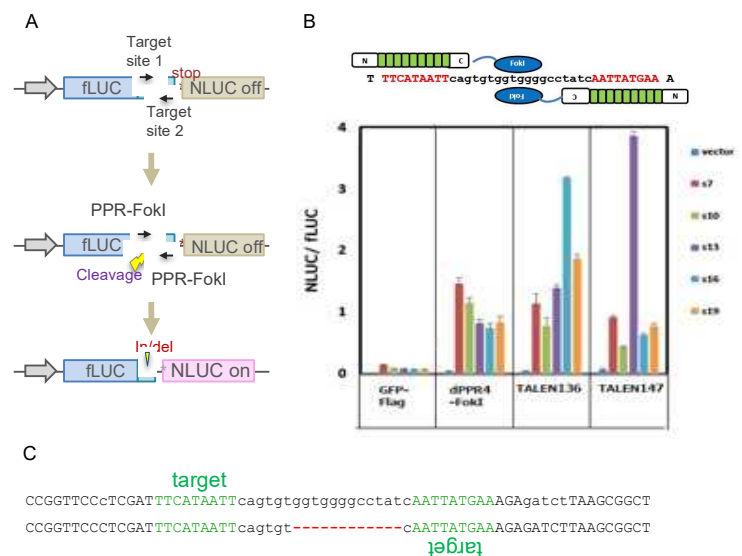 A
Target
site 1
stop
fLUC
NLUC off
Target
site 2
PPR-FokI
fLUC
* NLUC off
Cleavage
PPR-FokI
In/del
fLUC
* NLUC on
B
N C FokI
T TTCATAATTcagtgtggtggggcctatcAATTATGAA A
FokI C N
4
3
2
1
0
NLUC/ fLUC
GFP-
Flag
dPPR4
-FokI
TALEN136
TALEN147
vector
s7
s10
s13
s16
s19
C
target
CCGGTTCCcTCGATTTCATAATTcagtgtggtggggcctatcAATTATGAAAGAgatctTAAGCGGCT
CCGGTTCCCTCGATTTCATAATTcagtgt------------cAATTATGAAAGAGATCTTAAGCGGCT
target